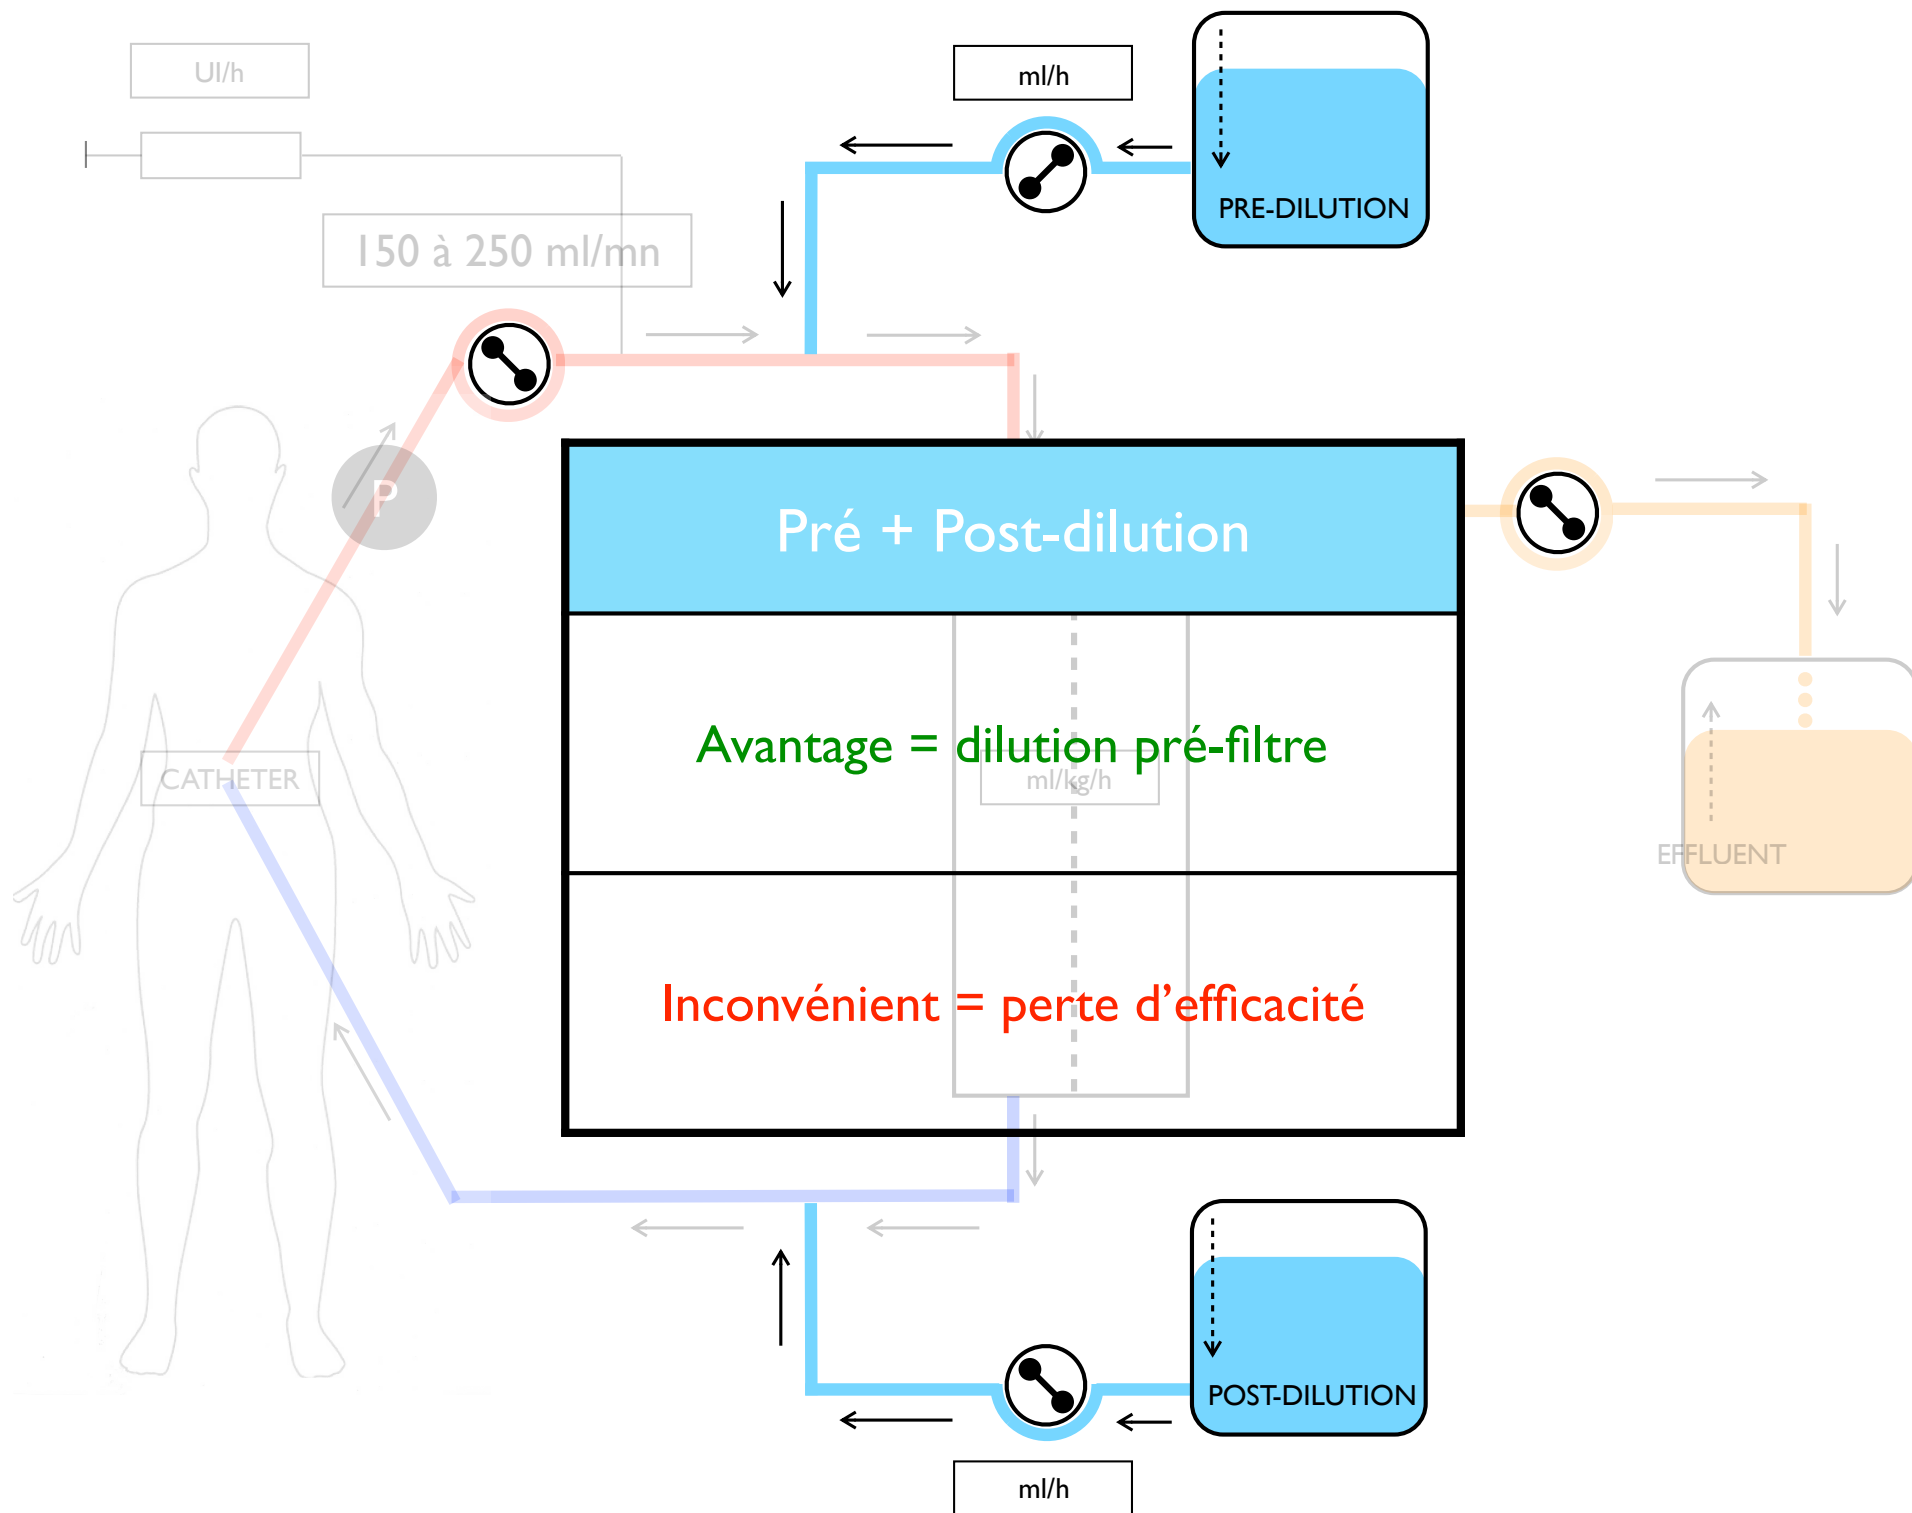 UI/h
ml/h
PRE-DILUTION
150 à 250 ml/mn
P
Pré + Post-dilution
Avantage = dilution pré-filtre
ml/kg/h
CATHETER
EFFLUENT
Inconvénient = perte d’efficacité
POST-DILUTION
ml/h